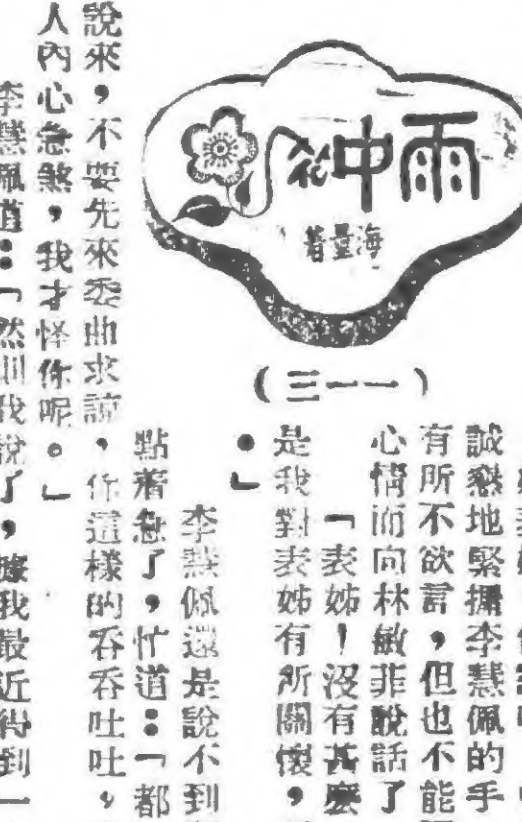 雨中花
海量著
(一一三)
誠懇地緊握李慧佩的手
有所不欲言，但也不能
心情而向林敏菲說話了
「表姊！沒有甚麼
是我對表姊有所關懷，
。」
李慧佩還是說不到
點着急了，忙道：「都
說來，不要先來委曲求諒，你這樣的吞吞吐吐，
人內心急煞，我才怪你呢。」
李慧佩道：「然則我說了，據我最近得到一